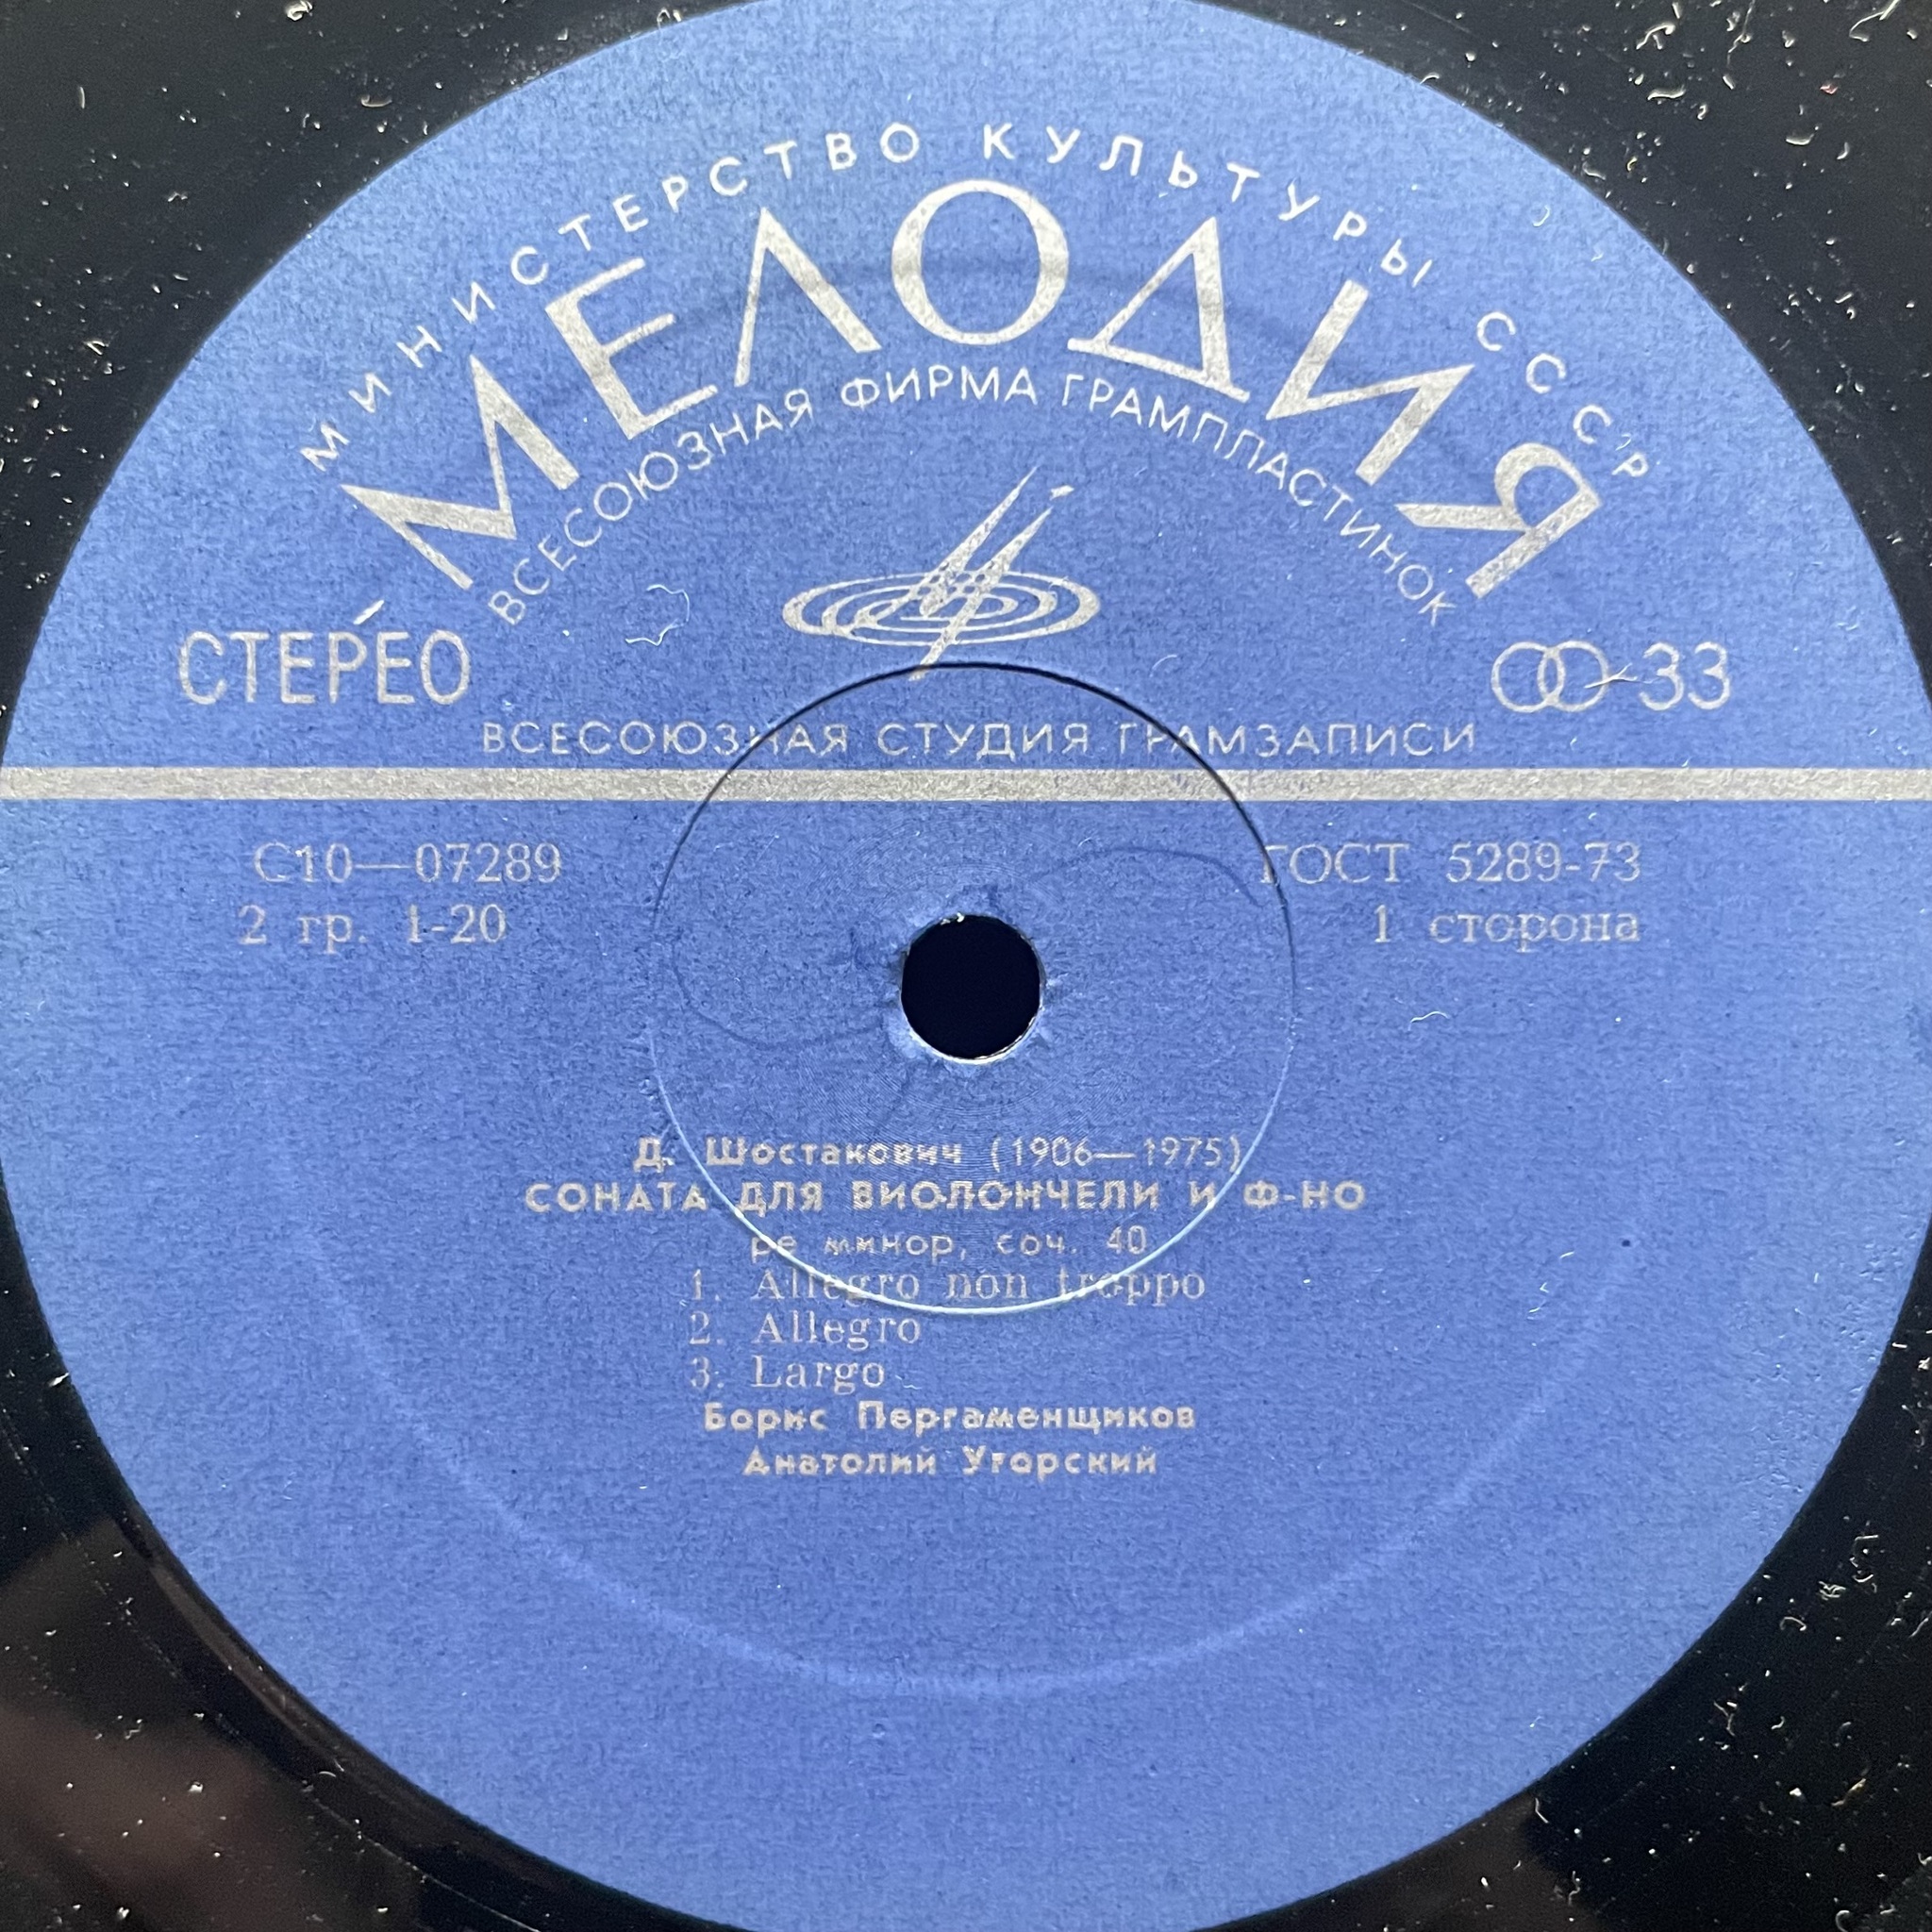 МИНИСТЕРСТВО КУЛЬТУРЫ СССР
МЕЛОДИЯ
ВСЕСОЮЗНАЯ ФИРМА ГРАМПЛАСТИНОК
СТЕРЕО
33
ВСЕСОЮЗНАЯ СТУДИЯ ГРАМЗАПИСИ
С10—07289
ГОСТ 5289-73
2 гр. 1-20
1 сторона
Д. Шостакович (1906—1975)
СОНАТА ДЛЯ ВИОЛОНЧЕЛИ И Ф-НО
ре минор, соч. 40
1. Allegro non troppo
2. Allegro
3. Largo
Борис Пергаменщиков
Анатолий Угорский